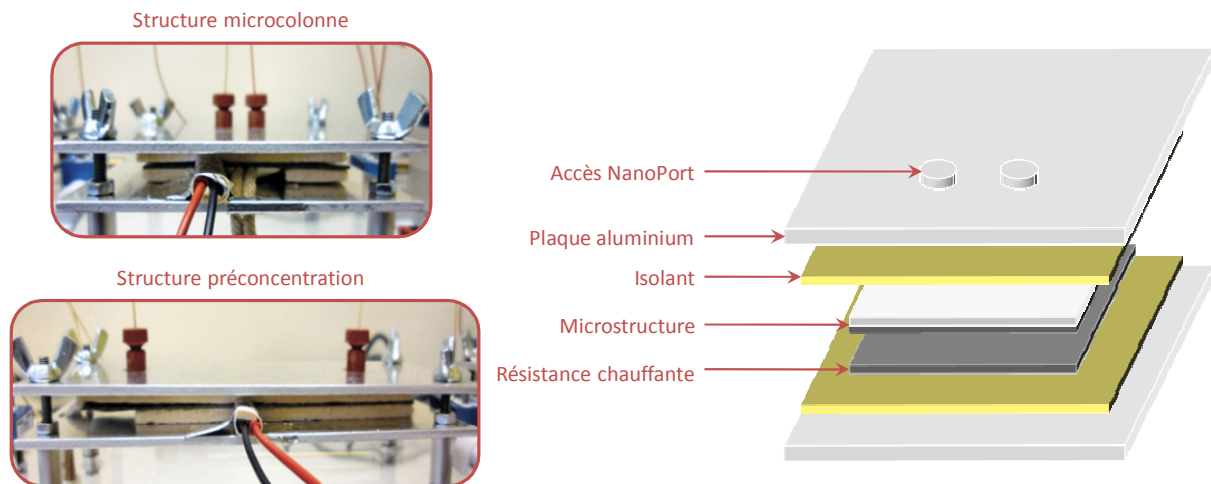 Structure microcolonne
Structure préconcentration
Accès NanoPort
Plaque aluminium
Isolant
Microstructure
Résistance chauffante